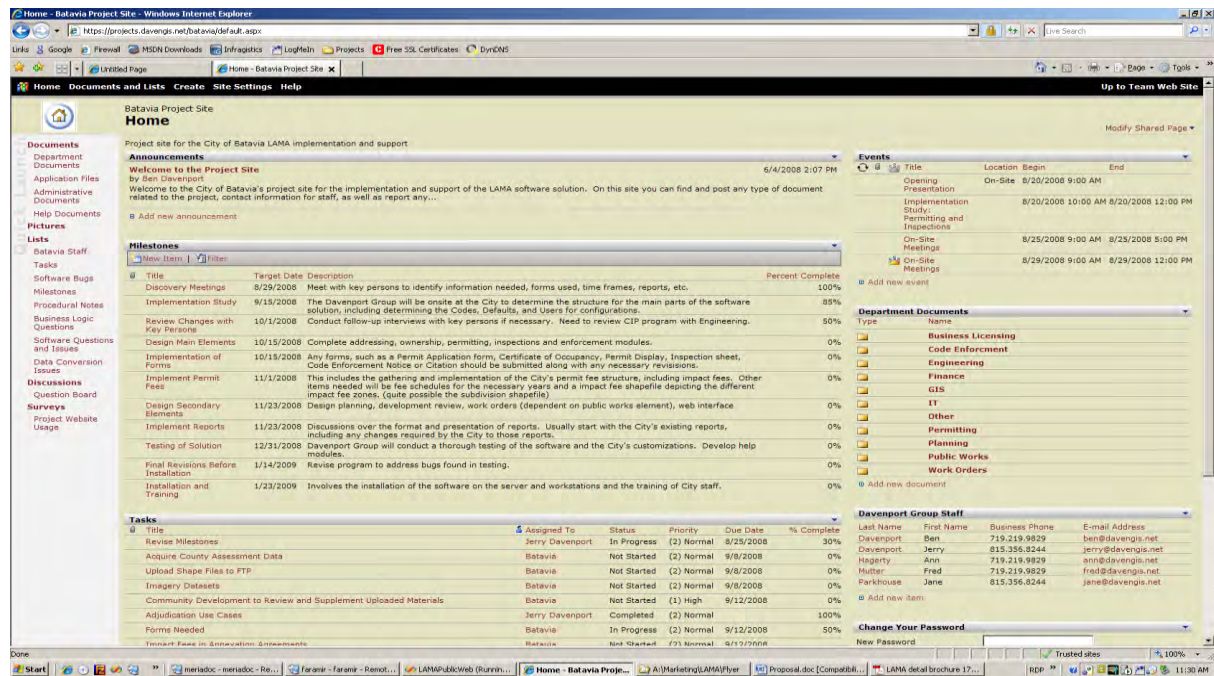 Home - Batavia Project Site - Windows Internet Explorer
https://projects.davengis.net/batavia/default.aspx
Live Search
Links Google Firewall MSDN Downloads Infragistics LogMeIn Projects Free SSL Certificates DynDNS
Untitled Page Home - Batavia Project Site Page Tools
Home Documents and Lists Create Site Settings Help Up to Team Web Site
Batavia Project Site
Home
Modify Shared Page
Quick Launch
Documents
Department Documents
Application Files
Administrative Documents
Help Documents
Pictures
Lists
Batavia Staff
Tasks
Software Bugs
Milestones
Procedural Notes
Business Logic Questions
Software Questions and Issues
Data Conversion Issues
Discussions
Question Board
Surveys
Project Website Usage
Project site for the City of Batavia LAMA implementation and support
Announcements
Welcome to the Project Site 6/4/2008 2:07 PM
by Ben Davenport
Welcome to the City of Batavia's project site for the implementation and support of the LAMA software solution. On this site you can find and post any type of document
related to the project, contact information for staff, as well as report any...
Add new announcement
Milestones
New Item | Filter
Title Target Date Description Percent Complete
Discovery Meetings 8/29/2008 Meet with key persons to identify information needed, forms used, time frames, reports, etc. 100%
Implementation Study 9/15/2008 The Davenport Group will be onsite at the City to determine the structure for the main parts of the software 85%
solution, including determining the Codes, Defaults, and Users for configurations.
Review Changes with 10/1/2008 Conduct follow-up interviews with key persons if necessary. Need to review CIP program with Engineering. 50%
Key Persons
Design Main Elements 10/15/2008 Complete addressing, ownership, permitting, inspections and enforcement modules. 0%
Implementation of 10/15/2008 Any forms, such as a Permit Application form, Certificate of Occupancy, Permit Display, Inspection sheet, 0%
Forms Code Enforcement Notice or Citation should be submitted along with any necessary revisions.
Implement Permit 11/1/2008 This includes the gathering and implementation of the City's permit fee structure, including impact fees. Other 0%
Fees items needed will be fee schedules for the necessary years and a impact fee shapefile depicting the different
impact fee zones. (quite possible the subdivision shapefile)
Design Secondary 11/23/2008 Design planning, development review, work orders (dependent on public works element), web interface 0%
Elements
Implement Reports 11/23/2008 Discussions over the format and presentation of reports. Usually start with the City's existing reports, 0%
including any changes required by the City to those reports.
Testing of Solution 12/31/2008 Davenport Group will conduct a thorough testing of the software and the City's customizations. Develop help 0%
modules.
Final Revisions Before 1/14/2009 Revise program to address bugs found in testing. 0%
Installation
Installation and 1/23/2009 Involves the installation of the software on the server and workstations and the training of City staff. 0%
Training
Tasks
Title Assigned To Status Priority Due Date % Complete
Revise Milestones Jerry Davenport In Progress (2) Normal 8/25/2008 30%
Acquire County Assessment Data Batavia Not Started (2) Normal 9/8/2008 0%
Upload Shape Files to FTP Batavia Not Started (2) Normal 9/8/2008 0%
Imagery Datasets Batavia Not Started (2) Normal 9/8/2008 0%
Community Development to Review and Supplement Uploaded Materials Batavia Not Started (1) High 9/12/2008 0%
Adjudication Use Cases Jerry Davenport Completed (2) Normal 100%
Forms Needed Batavia In Progress (2) Normal 9/12/2008 50%
Impact Fees in Annexation Agreements Batavia Not Started (2) Normal 9/12/2008 0%
Events
Title Location Begin End
Opening Presentation On-Site 8/20/2008 9:00 AM
Implementation Study: Permitting and Inspections 8/20/2008 10:00 AM 8/20/2008 12:00 PM
On-Site Meetings 8/25/2008 9:00 AM 8/25/2008 5:00 PM
On-Site Meetings 8/29/2008 9:00 AM 8/29/2008 12:00 PM
Add new event
Department Documents
Type Name
Business Licensing
Code Enforcment
Engineering
Finance
GIS
IT
Other
Permitting
Planning
Public Works
Work Orders
Add new document
Davenport Group Staff
Last Name First Name Business Phone E-mail Address
Davenport Ben 719.219.9829 ben@davengis.net
Davenport Jerry 815.356.8244 jerry@davengis.net
Hagerty Ann 719.219.9829 ann@davengis.net
Mutter Fred 719.219.9829 fred@davengis.net
Parkhouse Jane 815.356.8244 jane@davengis.net
Add new item
Change Your Password
New Password
Done Trusted sites 100%
Start meriadoc - meriadoc - Re... faramir - faramir - Remot... LAMAPublicWeb (Runnin... Home - Batavia Proje... A:\Marketing\LAMA\Flyer Proposal.doc [Compatibili... LAMA detail brochure 17... RDP 11:30 AM